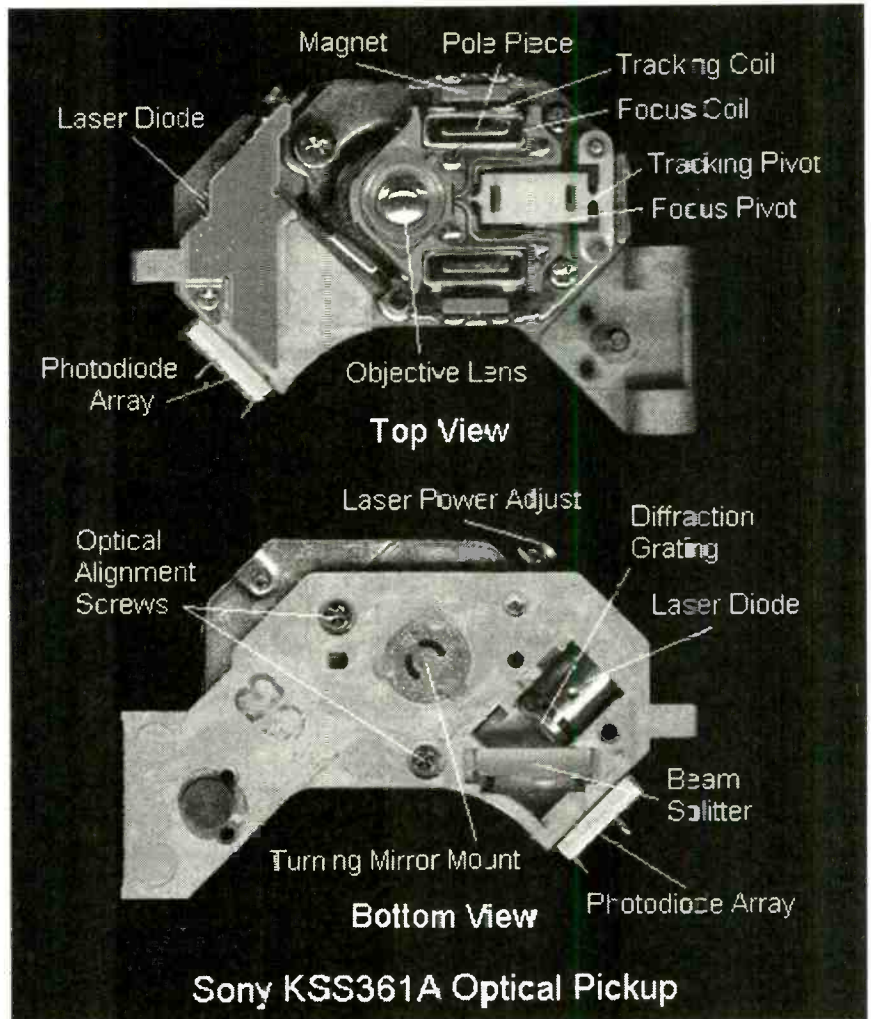 Magnet
Pole Piece
Tracking Coil
Focus Coil
Laser Diode
Tracking Pivot
Focus Pivot
Photodiode
Array
Objective Lens
Top View
Laser Power Adjust
Diffraction
Grating
Optical
Alignment
Screws
Laser Diode
Beam
Splitter
Turning Mirror Mount
Photodiode Array
Bottom View
Sony KSS361A Optical Pickup